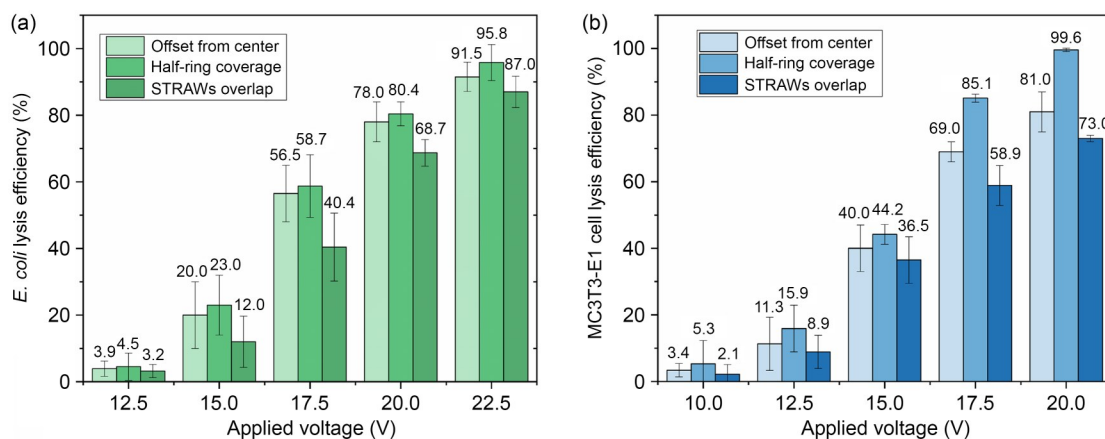 (a)
Offset from center
Half-ring coverage
STRAWs overlap
E. coli lysis efficiency (%)
100
80
60
40
20
0
3.9 4.5 3.2
20.0 23.0 12.0
56.5 58.7 40.4
78.0 80.4 68.7
91.5 95.8 87.0
12.5 15.0 17.5 20.0 22.5
Applied voltage (V)
(b)
Offset from center
Half-ring coverage
STRAWs overlap
MC3T3-E1 cell lysis efficiency (%)
100
80
60
40
20
0
3.4 5.3 2.1
11.3 15.9 8.9
40.0 44.2 36.5
69.0 85.1 58.9
81.0 99.6 73.0
10.0 12.5 15.0 17.5 20.0
Applied voltage (V)